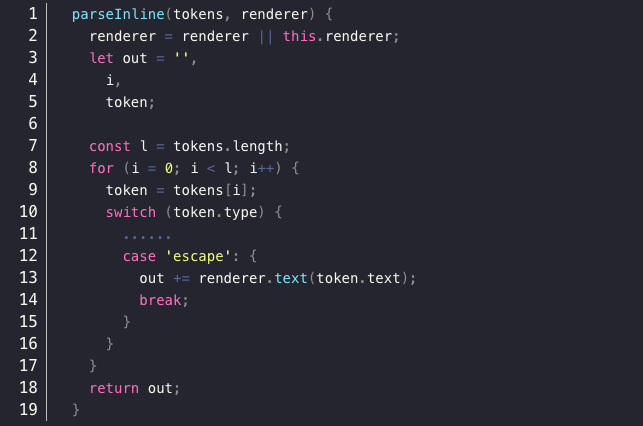 1 parseInline(tokens, renderer) {
2 renderer = renderer || this.renderer;
3 let out = '',
4 i,
5 token;
6
7 const l = tokens.length;
8 for (i = 0; i < l; i++) {
9 token = tokens[i];
10 switch (token.type) {
11 ......
12 case 'escape': {
13 out += renderer.text(token.text);
14 break;
15 }
16 }
17 }
18 return out;
19 }